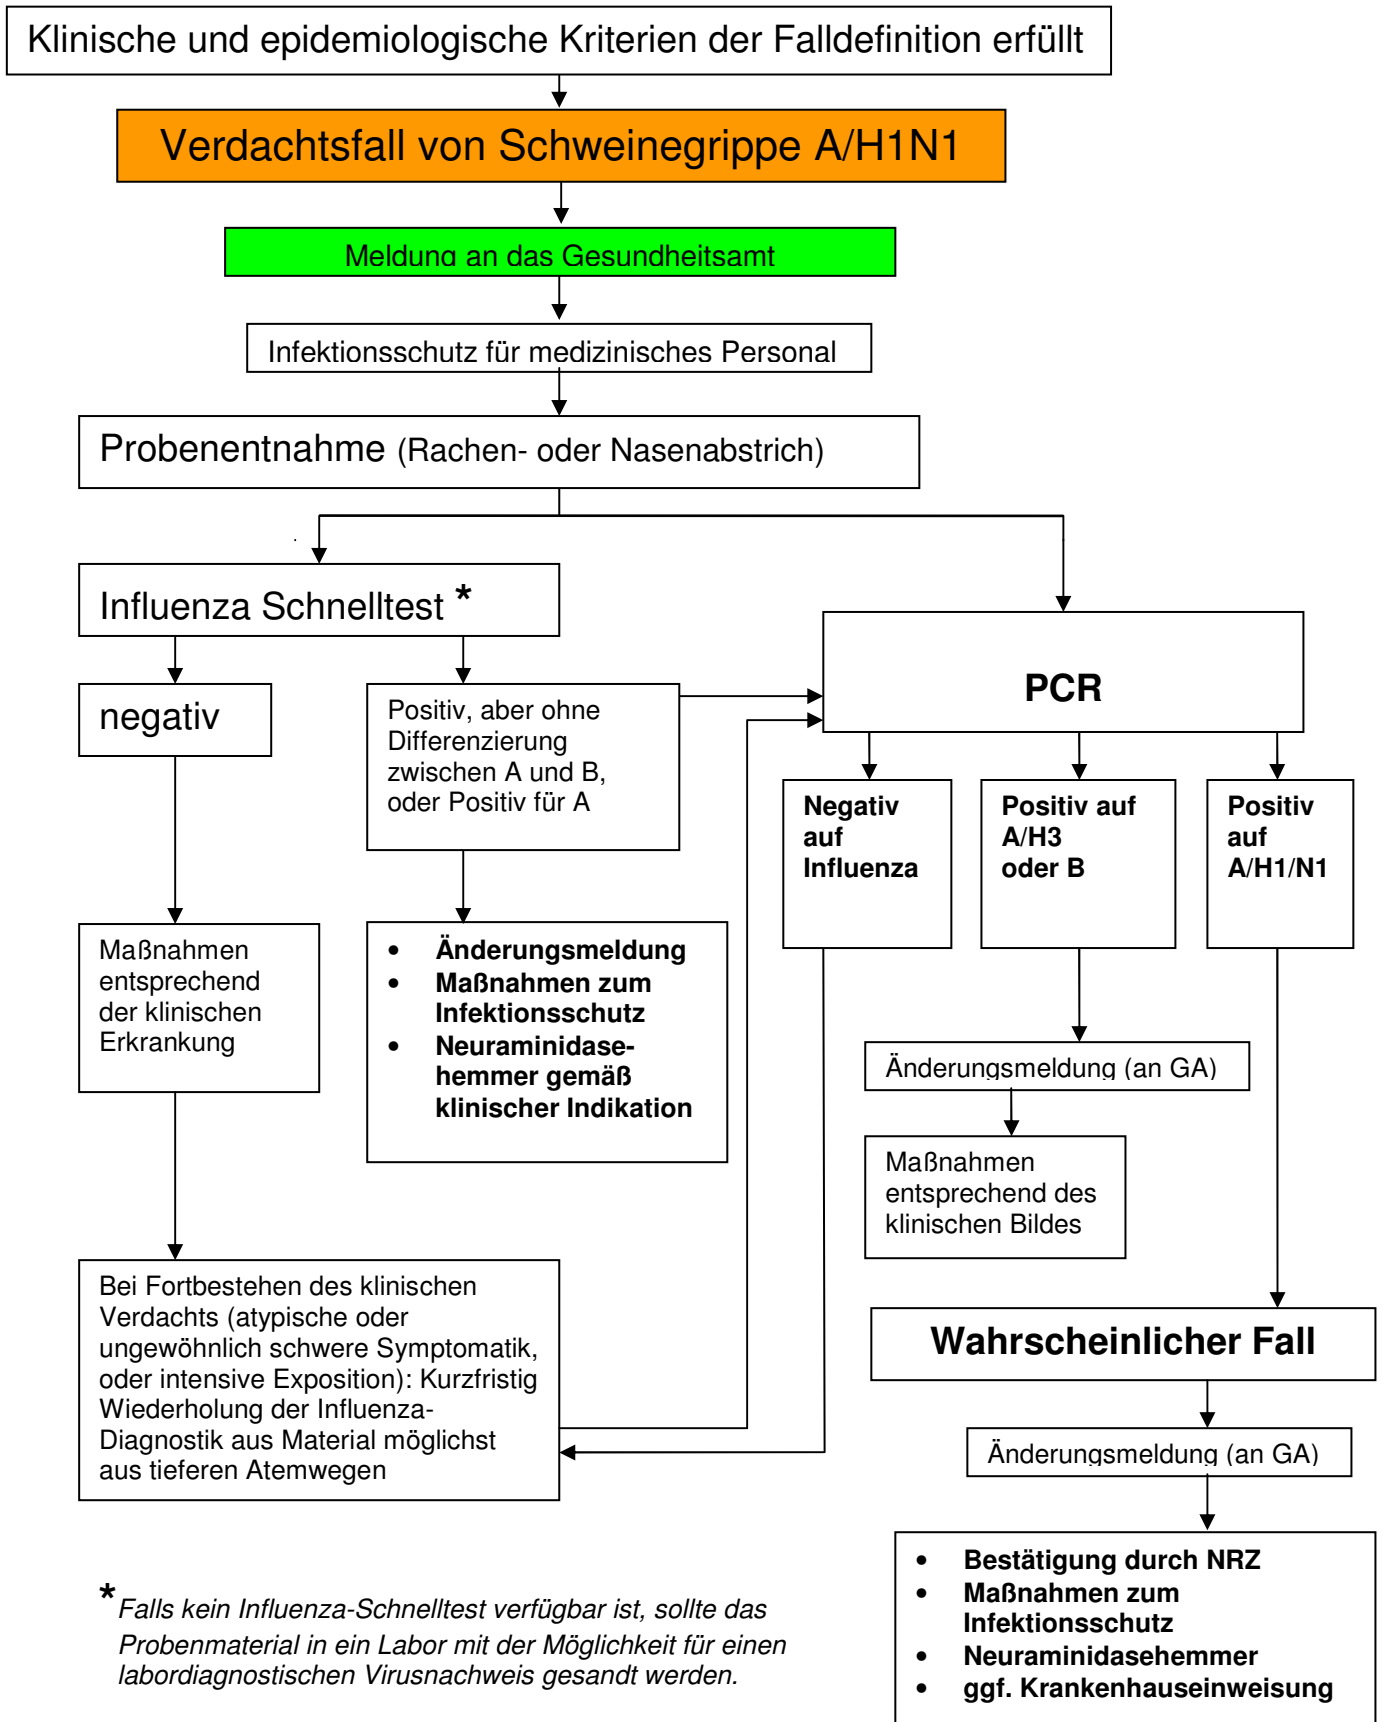 Klinische und epidemiologische Kriterien der Falldefinition erfüllt
Verdachtsfall von Schweinegrippe A/H1N1
Meldung an das Gesundheitsamt
Infektionsschutz für medizinisches Personal
Probenentnahme (Rachen- oder Nasenabstrich)
Influenza Schnelltest *
negativ
Positiv, aber ohne
Differenzierung
zwischen A und B,
oder Positiv für A
PCR
Negativ
auf
Influenza
Positiv auf
A/H3
oder B
Positiv
auf
A/H1/N1
Maßnahmen
entsprechend
der klinischen
Erkrankung
• Änderungsmeldung
• Maßnahmen zum
Infektionsschutz
• Neuraminidase-
hemmer gemäß
klinischer Indikation
Änderungsmeldung (an GA)
Maßnahmen
entsprechend des
klinischen Bildes
Bei Fortbestehen des klinischen
Verdachts (atypische oder
ungewöhnlich schwere Symptomatik,
oder intensive Exposition): Kurzfristig
Wiederholung der Influenza-
Diagnostik aus Material möglichst
aus tieferen Atemwegen
Wahrscheinlicher Fall
Änderungsmeldung (an GA)
• Bestätigung durch NRZ
• Maßnahmen zum
Infektionsschutz
• Neuraminidasehemmer
• ggf. Krankenhauseinweisung
* Falls kein Influenza-Schnelltest verfügbar ist, sollte das
Probenmaterial in ein Labor mit der Möglichkeit für einen
labordiagnostischen Virusnachweis gesandt werden.